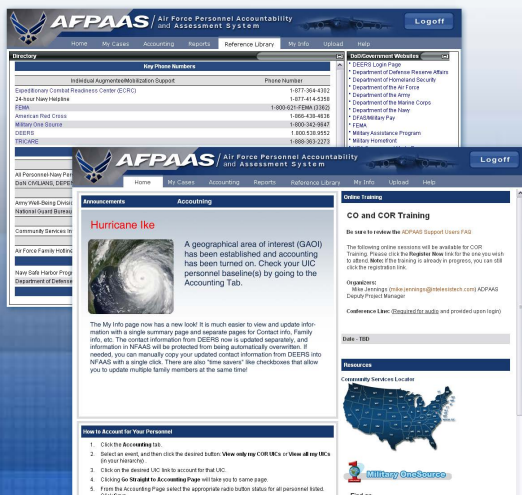 AFPAAS / Air Force Personnel Accountability and Assessment System
Logoff
Home My Cases Accounting Reports Reference Library My Info Upload Help
Directory
Key Phone Numbers
Individual Augmentee/Mobilization Support Phone Number
Expeditionary Combat Readiness Center (ECRC) 1-877-364-4302
24-hour Navy Helpline 1-877-414-5358
FEMA 1-800-621-FEMA (3362)
American Red Cross 1-866-438-4636
Military One Source 1-800-342-9647
DEERS 1.800.538.9552
TRICARE 1-888-363-2273
DoD/Government Websites
DEERS Login Page
Department of Defense Reserve Affairs
Department of Homeland Security
Department of the Air Force
Department of the Army
Department of the Marine Corps
Department of the Navy
DFAS/Military Pay
FEMA
Military Assistance Program
Military Homefront
All Personnel-Navy Per
DoN CIVILIANS, DEPEN
Army Well-Being Divisi
National Guard Bureau
Community Services In
Air Force Family Hotline
Navy Safe Harbor Progr
Department of Defense
AFPAAS / Air Force Personnel Accountability and Assessment System
Logoff
Home My Cases Accounting Reports Reference Library My Info Upload Help
Announcements Accoutning
Hurricane Ike
A geographical area of interest (GAOI)
has been established and accounting
has been turned on. Check your UIC
personnel baseline(s) by going to the
Accounting Tab.
The My Info page now has a new look! It is much easier to view and update infor-
mation with a single summary page and separate pages for Contact info, Family
info, etc. The contact information from DEERS now is updated separately, and
information in NFAAS will be protected from being automatically overwritten. If
needed, you can manually copy your updated contact information from DEERS into
NFAAS with a single click. There are also "time savers" like checkboxes that allow
you to update multiple family members at the same time!
How to Account for Your Personnel
1. Click the Accounting tab.
2. Select an event, and then click the desired button: View only my COR UICs or View all my UICs
(in your hierarchy).
3. Click on the desired UIC link to account for that UIC.
4. Clicking Go Straight to Accounting Page will take you to same page.
5. From the Accounting Page select the appropriate radio button status for all personnel listed.
Online Training
CO and COR Training
Be sure to review the ADPAAS Support Users FAQ.
The following online sessions will be available for COR
Training. Please click the Register Now link for the one you wish
to attend. Note: If the training is already in progress, you can still
click the registration link.
Organizers:
Mike Jennings (mike.jennings@intelesistech.com) ADPAAS
Deputy Project Manager
Conference Line: (Required for audio and provided upon login)
Date - TBD
Resources
Community Services Locator
Military OneSource